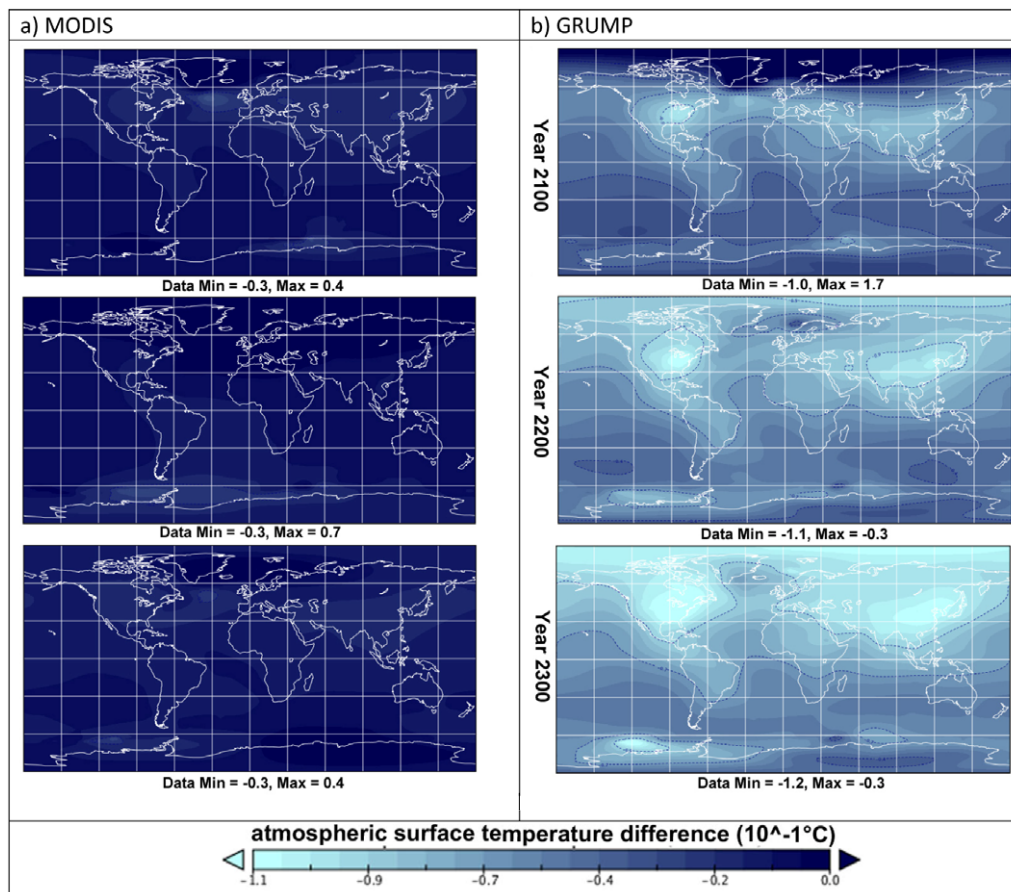 a) MODIS
b) GRUMP
Year 2100
Data Min = -0.3, Max = 0.4
Data Min = -1.0, Max = 1.7
Year 2200
Data Min = -0.3, Max = 0.7
Data Min = -1.1, Max = -0.3
Year 2300
Data Min = -0.3, Max = 0.4
Data Min = -1.2, Max = -0.3
atmospheric surface temperature difference (10^-1°C)
-1.1 -0.9 -0.7 -0.4 -0.2 0.0